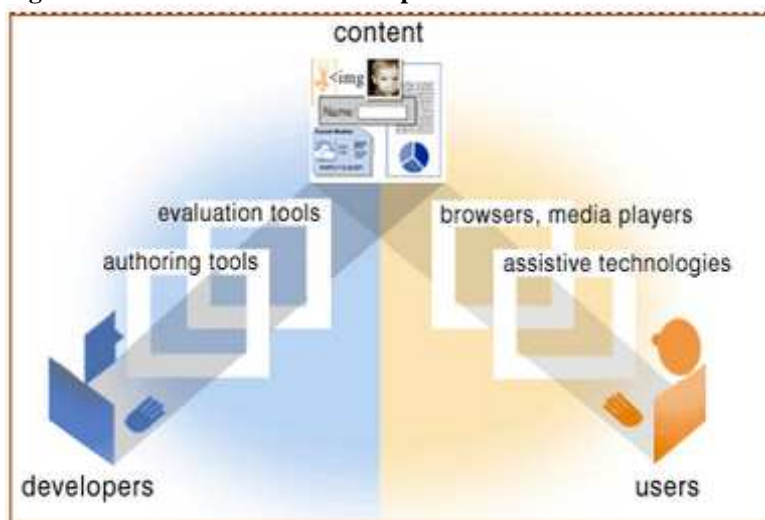 content
<img
Name
evaluation tools
browsers, media players
authoring tools
assistive technologies
developers
users